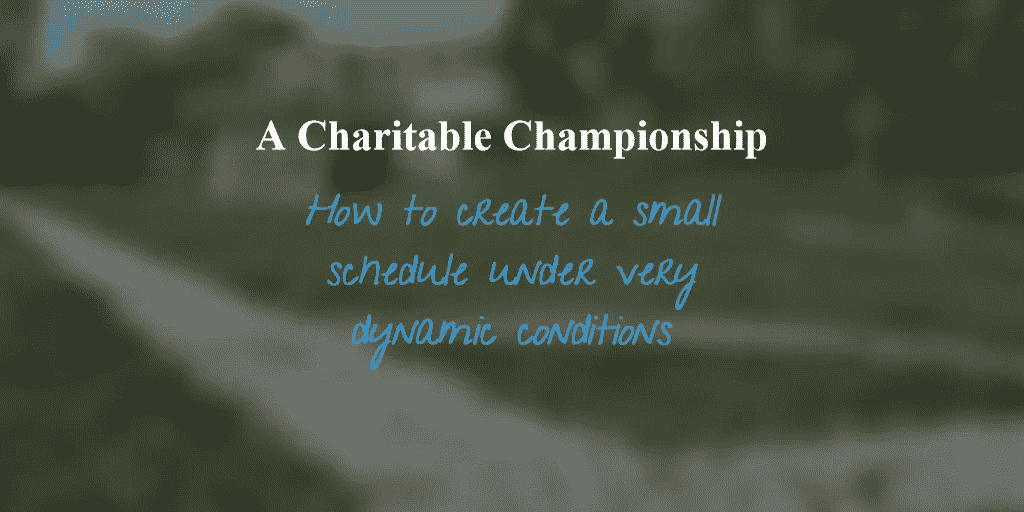 A Charitable Championship
How to create a small
schedule under very
dynamic conditions